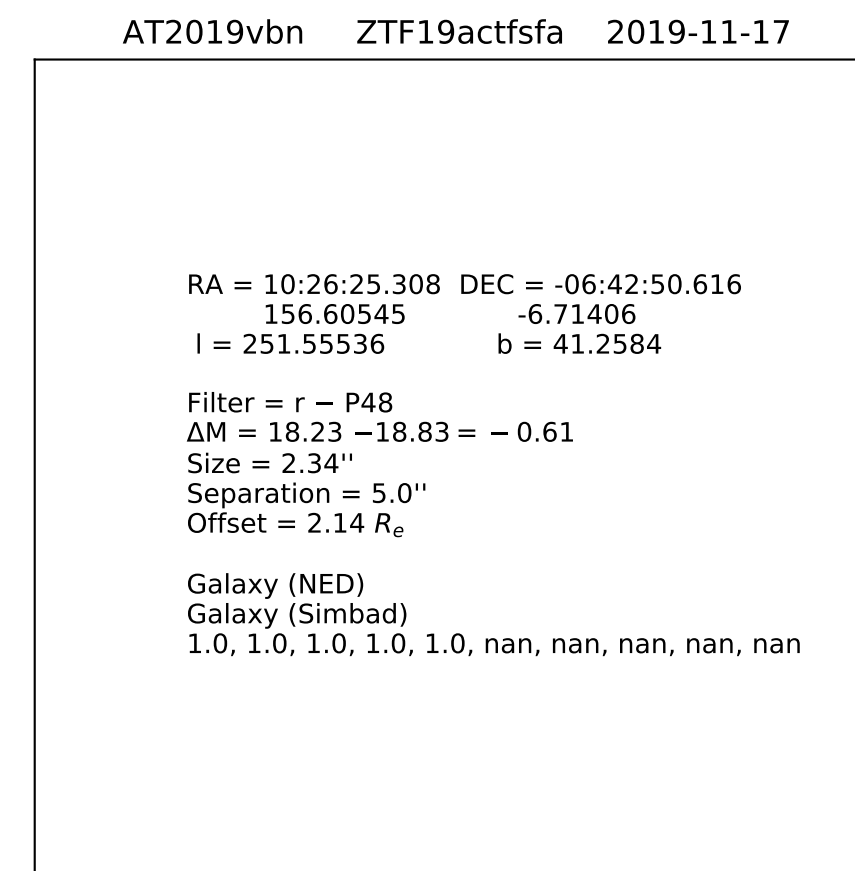 AT2019vbn ZTF19actfsfa 2019-11-17
RA = 10:26:25.308 DEC = -06:42:50.616
156.60545 -6.71406
l = 251.55536 b = 41.2584
Filter = r − P48
ΔM = 18.23 −18.83 = − 0.61
Size = 2.34''
Separation = 5.0''
Offset = 2.14 Rₑ
Galaxy (NED)
Galaxy (Simbad)
1.0, 1.0, 1.0, 1.0, 1.0, nan, nan, nan, nan, nan